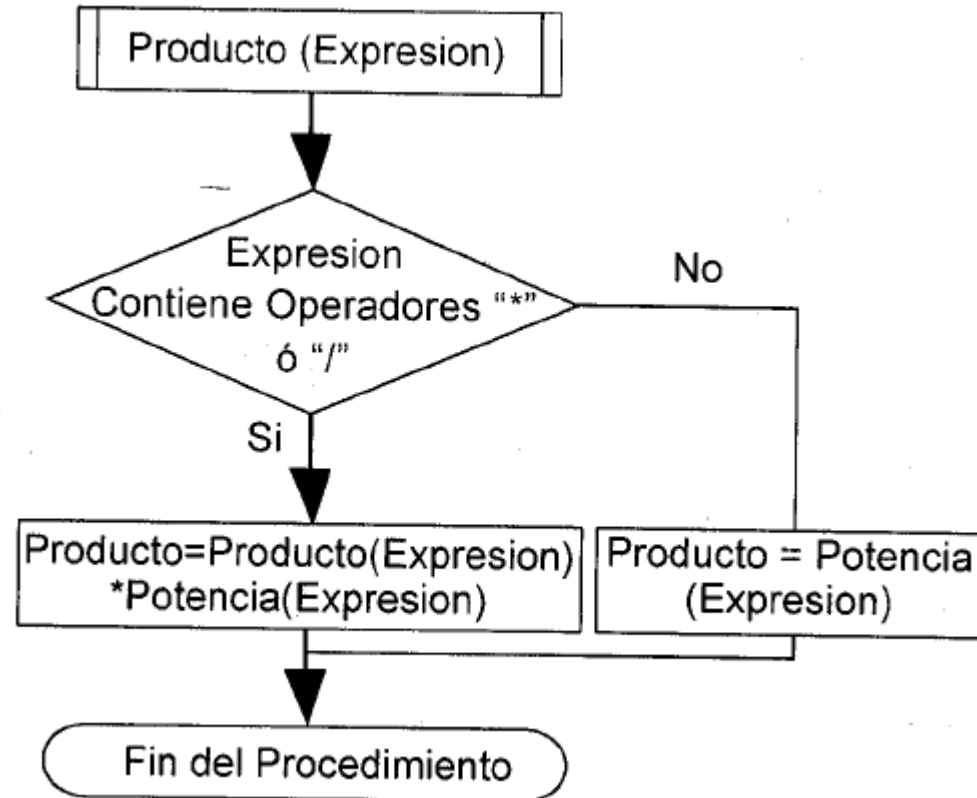 Producto (Expresion)
Expresion
Contiene Operadores “*”
ó “/”
No
Si
Producto=Producto(Expresion)
*Potencia(Expresion)
Producto = Potencia
(Expresion)
Fin del Procedimiento